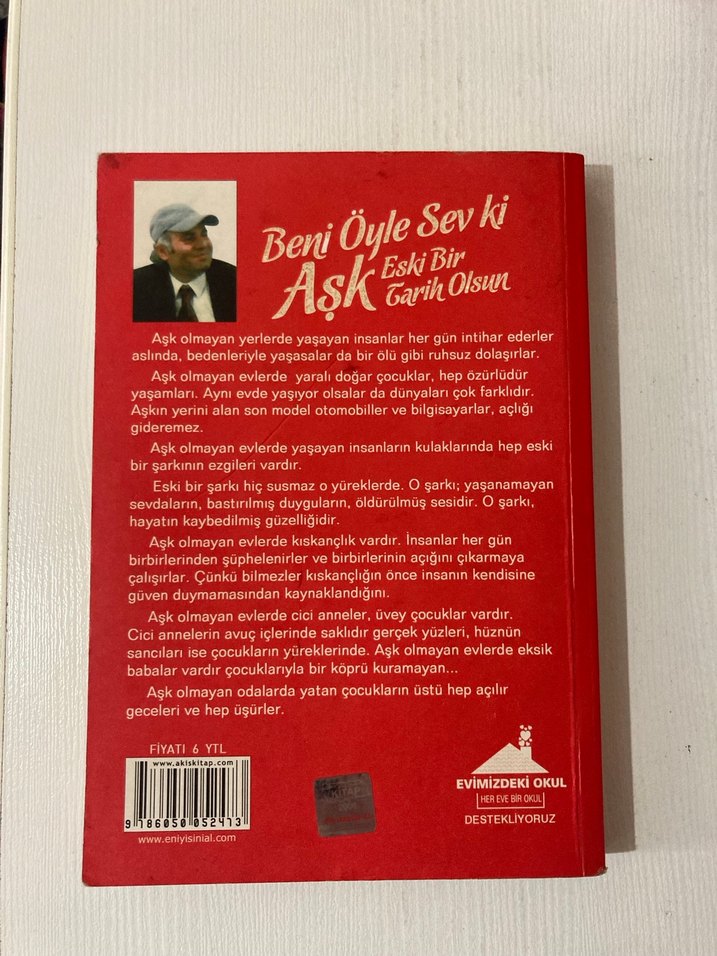 Beni Öyle Sev ki
Aşk Eski Bir
Tarih Olsun
Aşk olmayan yerlerde yaşayan insanlar her gün intihar ederler
aslında, bedenleriyle yaşasalar da bir ölü gibi ruhsuz dolaşırlar.
Aşk olmayan evlerde yaralı doğar çocuklar, hep özürlüdür
yaşamları. Aynı evde yaşıyor olsalar da dünyaları çok farklıdır.
Aşkın yerini alan son model otomobiller ve bilgisayarlar, açlığı
gideremez.
Aşk olmayan evlerde yaşayan insanların kulaklarında hep eski
bir şarkının ezgileri vardır.
Eski bir şarkı hiç susmaz o yüreklerde. O şarkı; yaşanamayan
sevdaların, bastırılmış duyguların, öldürülmüş sesidir. O şarkı,
hayatın kaybedilmiş güzelliğidir.
Aşk olmayan evlerde kıskançlık vardır. İnsanlar her gün
birbirlerinden şüphelenirler ve birbirlerinin açığını çıkarmaya
çalışırlar. Çünkü bilmezler kıskançlığın önce insanın kendisine
güven duymamasından kaynaklandığını.
Aşk olmayan evlerde cici anneler, üvey çocuklar vardır.
Cici annelerin avuç içlerinde saklıdır gerçek yüzleri, hüznün
sancıları ise çocukların yüreklerinde. Aşk olmayan evlerde eksik
babalar vardır çocuklarıyla bir köprü kuramayan...
Aşk olmayan odalarda yatan çocukların üstü hep açılır
geceleri ve hep üşürler.
FİYATI 6 YTL
www.akiskitap.com
9 786050 052473
www.eniyisinial.com
KİTAP
EVİMİZDEKİ OKUL
HER EVE BİR OKUL
DESTEKLİYORUZ